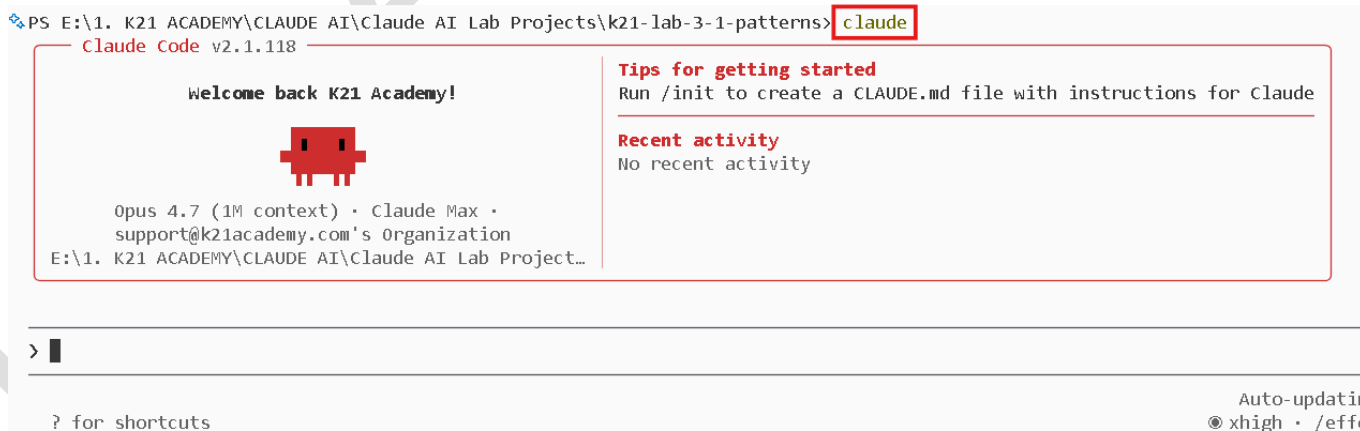 PS E:\1. K21 ACADEMY\CLAUDE AI\Claude AI Lab Projects\k21-lab-3-1-patterns> claude
Claude Code v2.1.118
Welcome back K21 Academy!
Opus 4.7 (1M context) · Claude Max ·
support@k21academy.com's Organization
E:\1. K21 ACADEMY\CLAUDE AI\Claude AI Lab Project…
Tips for getting started
Run /init to create a CLAUDE.md file with instructions for Claude
Recent activity
No recent activity
>
Auto-updatin
? for shortcuts
◉ xhigh · /effo